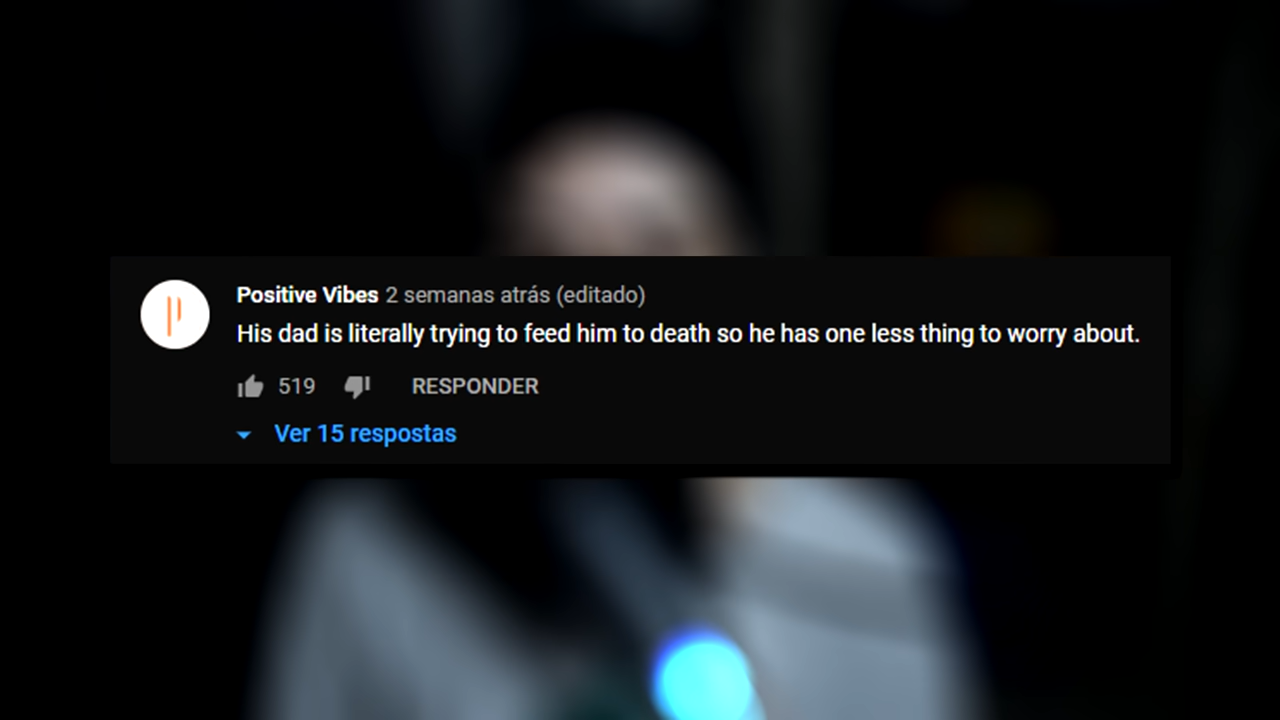 Positive Vibes 2 semanas atrás (editado)
His dad is literally trying to feed him to death so he has one less thing to worry about.
519 RESPONDER
Ver 15 respostas